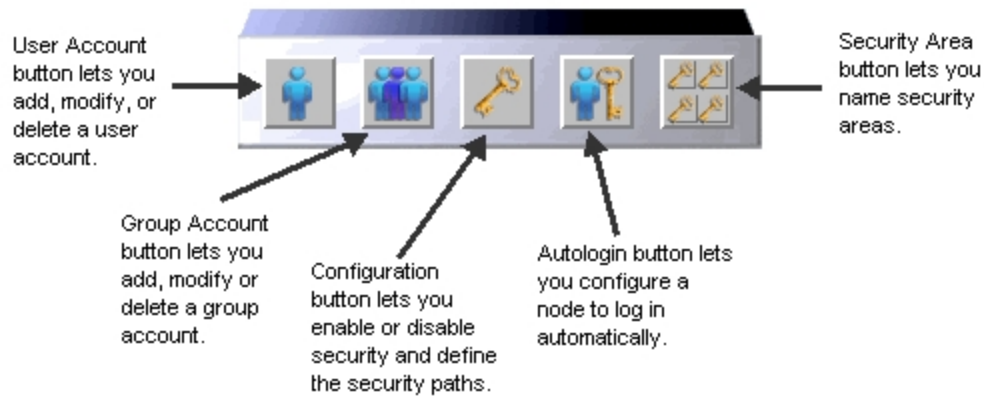 User Account
button lets you
add, modify, or
delete a user
account.
Group Account
button lets you
add, modify or
delete a group
account.
Configuration
button lets you
enable or disable
security and define
the security paths.
Autologin button lets
you configure a
node to log in
automatically.
Security Area
button lets you
name security
areas.